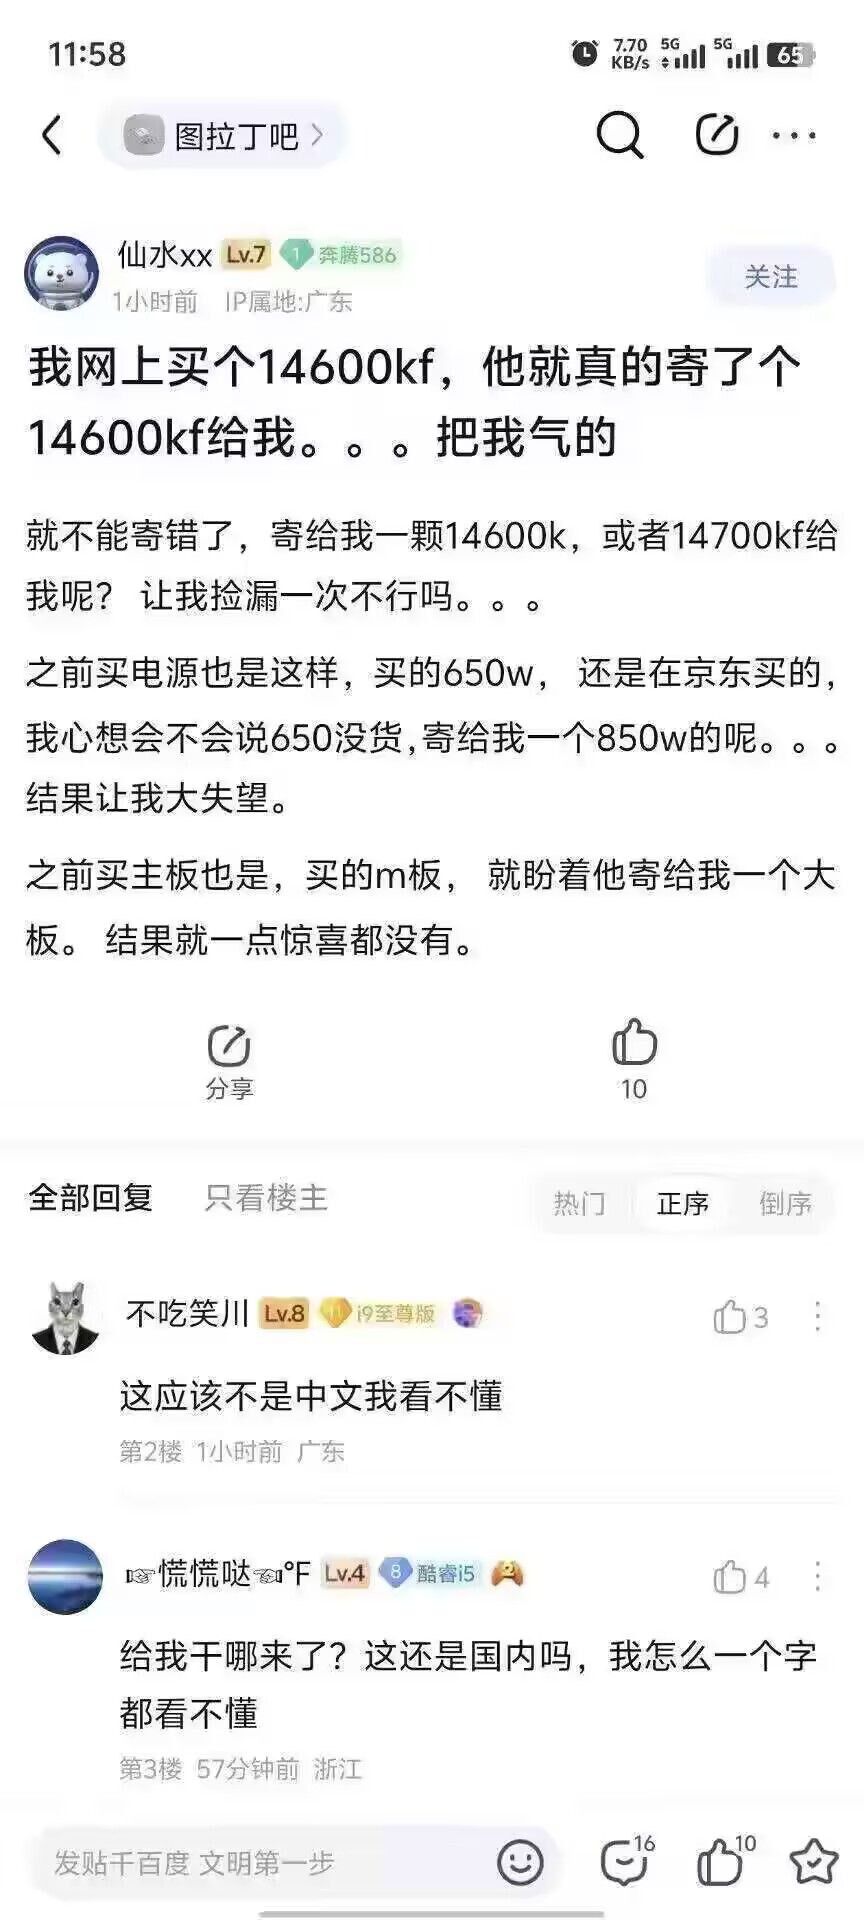 11:58
7.70 KB/s 5G 5G 65
图拉丁吧
仙水xx Lv.7 1 奔腾586
关注
1小时前 IP属地:广东
我网上买个14600kf，他就真的寄了个
14600kf给我。。。把我气的
就不能寄错了，寄给我一颗14600k，或者14700kf给
我呢？ 让我捡漏一次不行吗。。。
之前买电源也是这样，买的650w， 还是在京东买的，
我心想会不会说650没货,寄给我一个850w的呢。。。
结果让我大失望。
之前买主板也是，买的m板， 就盼着他寄给我一个大
板。 结果就一点惊喜都没有。
分享
10
全部回复 只看楼主
热门 正序 倒序
不吃笑川 Lv.8 11 i9至尊版
3
这应该不是中文我看不懂
第2楼 1小时前 广东
☞慌慌哒☜℉ Lv.4 8 酷睿i5 2
4
给我干哪来了？这还是国内吗，我怎么一个字
都看不懂
第3楼 57分钟前 浙江
发贴千百度 文明第一步
16
10